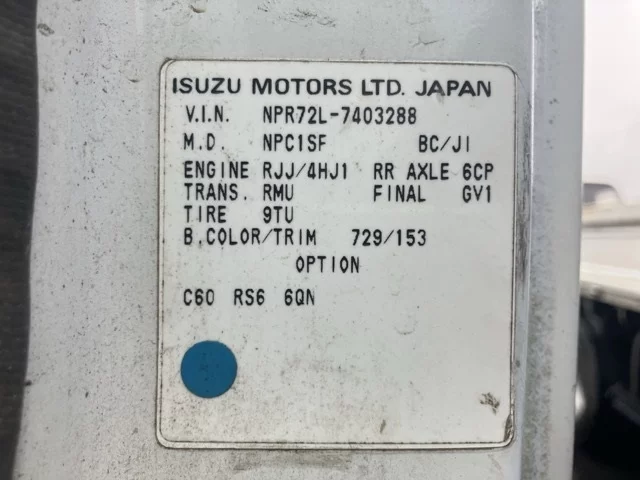 ISUZU MOTORS LTD. JAPAN
V.I.N. NPR72L-7403288
M.D. NPC1SF BC/JI
ENGINE RJJ/4HJ1 RR AXLE 6CP
TRANS. RMU FINAL GV1
TIRE 9TU
B.COLOR/TRIM 729/153
OPTION
C60 RS6 6QN